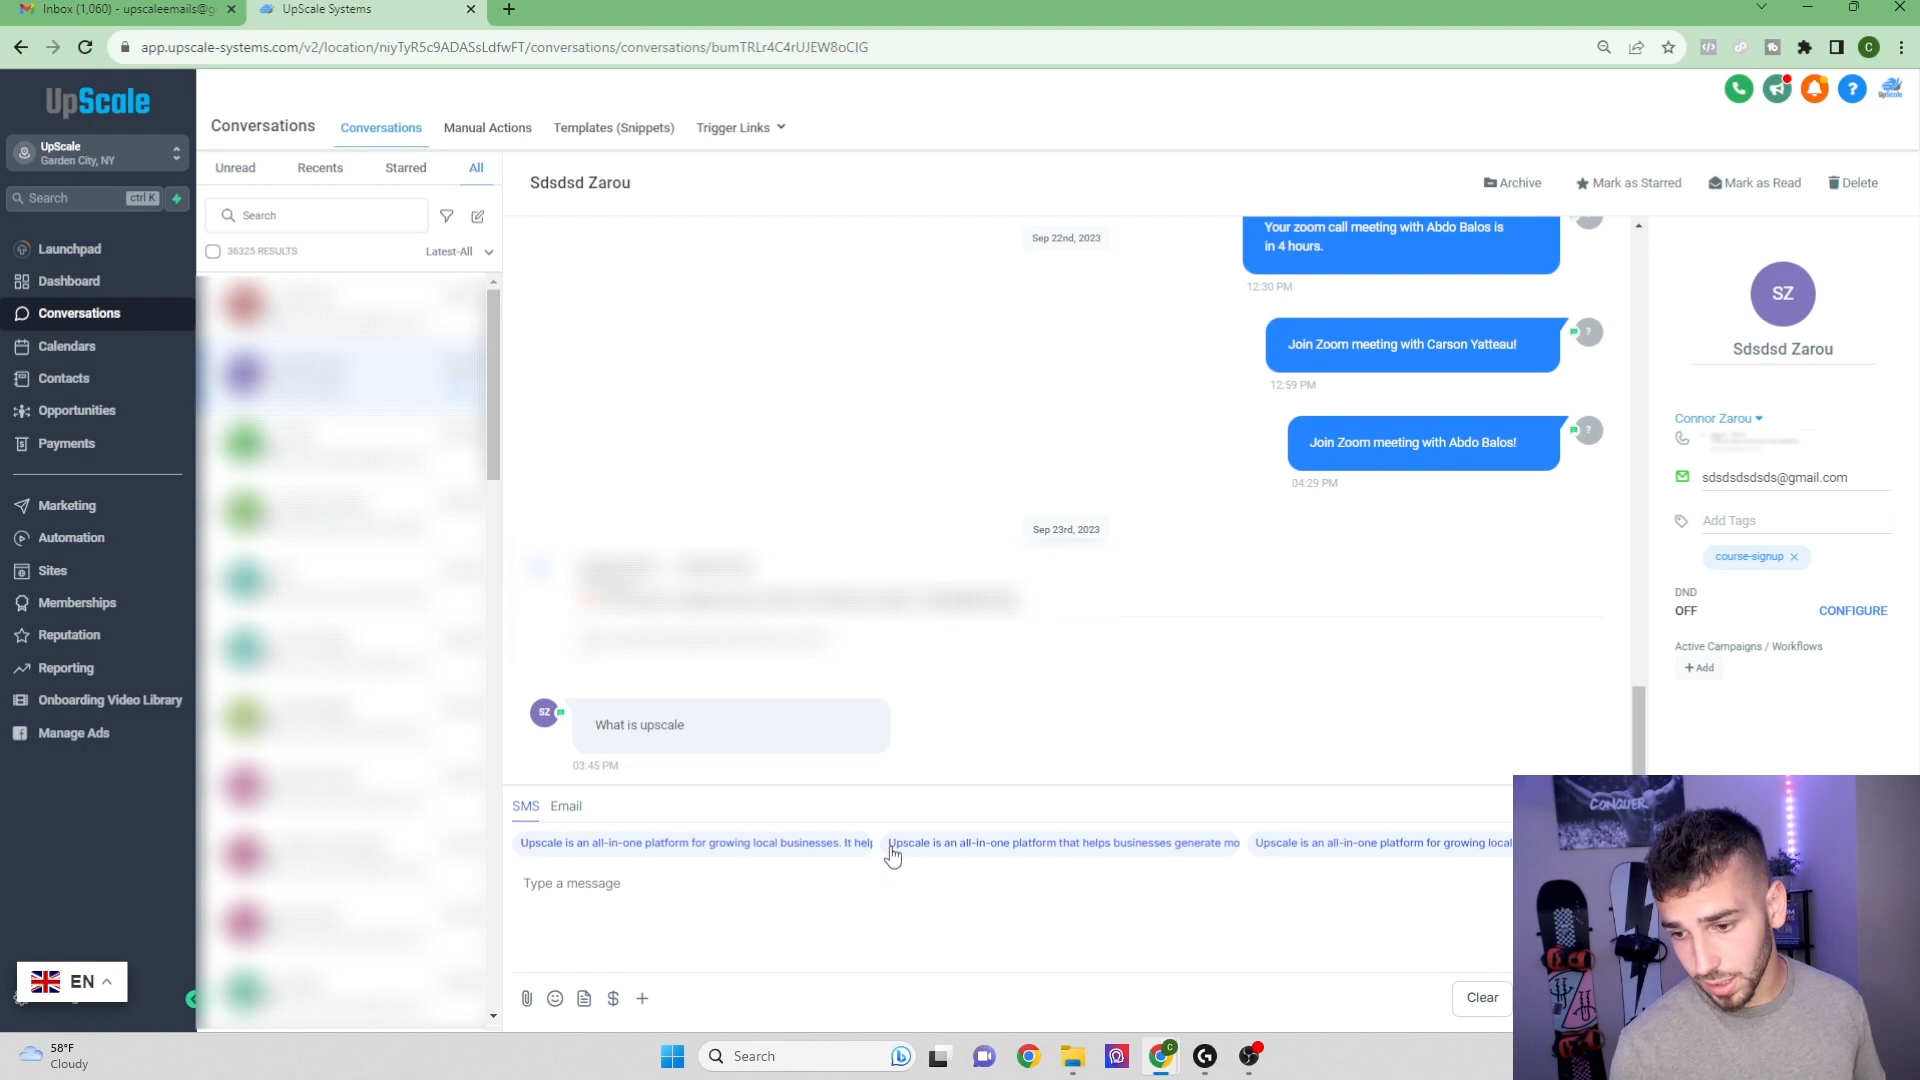 Inbox (1,060) - upscaleemails@g
UpScale Systems
app.upscale-systems.com/v2/location/niyTyR5c9ADASsLdfwFT/conversations/conversations/bumTRLr4C4rUJEW8oCIG
UpScale
UpScale
Garden City, NY
Search
ctrl K
Launchpad
Dashboard
Conversations
Calendars
Contacts
Opportunities
Payments
Marketing
Automation
Sites
Memberships
Reputation
Reporting
Onboarding Video Library
Manage Ads
EN
Conversations
Conversations
Manual Actions
Templates (Snippets)
Trigger Links
Unread
Recents
Starred
All
Search
36325 RESULTS
Latest-All
Sdsdsd Zarou
Archive
Mark as Starred
Mark as Read
Delete
Sep 22nd, 2023
Your zoom call meeting with Abdo Balos is
in 4 hours.
12:30 PM
Join Zoom meeting with Carson Yatteau!
?
12:59 PM
Join Zoom meeting with Abdo Balos!
?
04:29 PM
Sep 23rd, 2023
SZ
What is upscale
03:45 PM
SMS
Email
Upscale is an all-in-one platform for growing local businesses. It help
Upscale is an all-in-one platform that helps businesses generate mo
Upscale is an all-in-one platform for growing local
Type a message
Clear
SZ
Sdsdsd Zarou
Connor Zarou
sdsdsdsdsds@gmail.com
Add Tags
course-signup
DND
OFF
CONFIGURE
Active Campaigns / Workflows
+ Add
CONQUER
58°F
Cloudy
Search